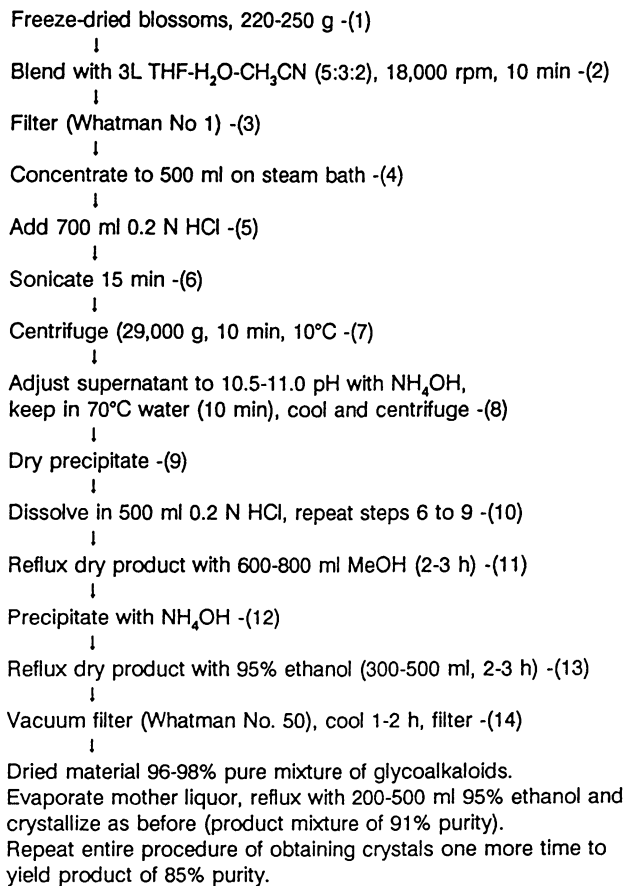 Freeze-dried blossoms, 220-250 g -(1)
↓
Blend with 3L THF-H₂O-CH₃CN (5:3:2), 18,000 rpm, 10 min -(2)
↓
Filter (Whatman No 1) -(3)
↓
Concentrate to 500 ml on steam bath -(4)
↓
Add 700 ml 0.2 N HCl -(5)
↓
Sonicate 15 min -(6)
↓
Centrifuge (29,000 g, 10 min, 10°C -(7)
↓
Adjust supernatant to 10.5-11.0 pH with NH₄OH,
keep in 70°C water (10 min), cool and centrifuge -(8)
↓
Dry precipitate -(9)
↓
Dissolve in 500 ml 0.2 N HCl, repeat steps 6 to 9 -(10)
↓
Reflux dry product with 600-800 ml MeOH (2-3 h) -(11)
↓
Precipitate with NH₄OH -(12)
↓
Reflux dry product with 95% ethanol (300-500 ml, 2-3 h) -(13)
↓
Vacuum filter (Whatman No. 50), cool 1-2 h, filter -(14)
↓
Dried material 96-98% pure mixture of glycoalkaloids.
Evaporate mother liquor, reflux with 200-500 ml 95% ethanol and
crystallize as before (product mixture of 91% purity).
Repeat entire procedure of obtaining crystals one more time to
yield product of 85% purity.